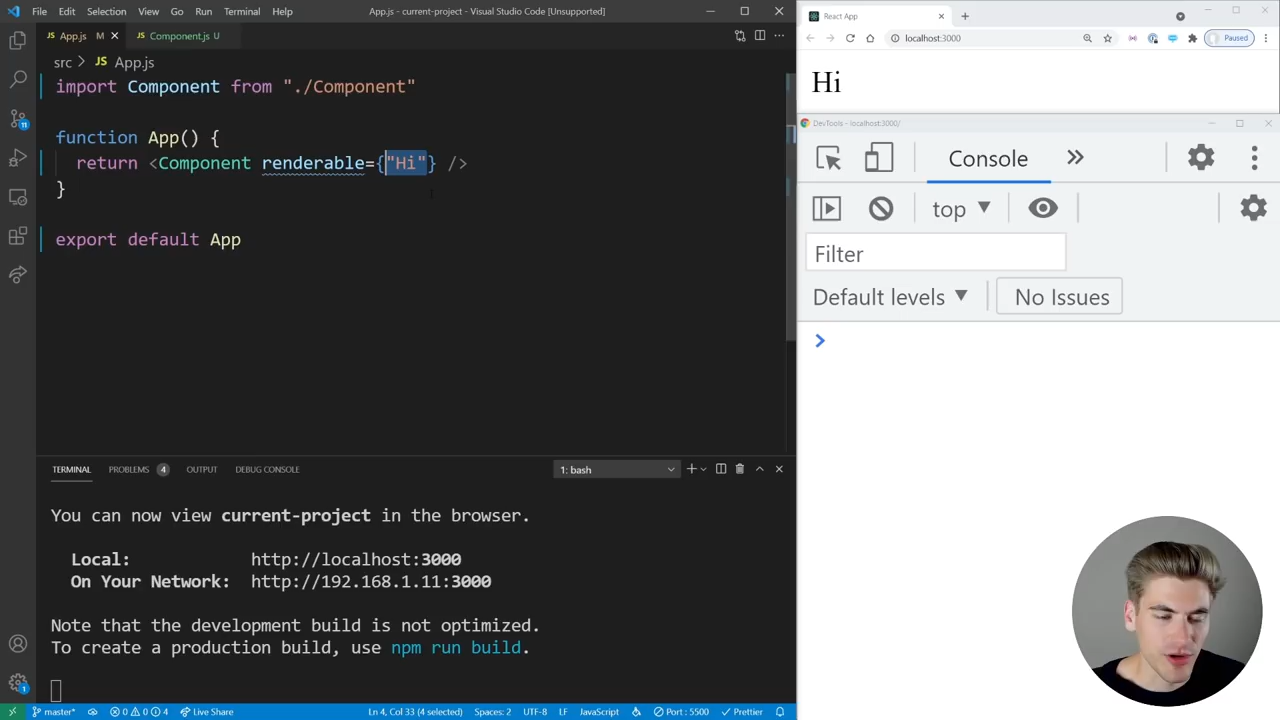 File Edit Selection View Go Run Terminal Help
App.js - current-project - Visual Studio Code [Unsupported]
App.js M
Component.js
src > JS App.js
import Component from "./Component"
function App() {
return <Component renderable={"Hi"} />
}
export default App
TERMINAL PROBLEMS 4 OUTPUT DEBUG CONSOLE
1: bash
You can now view current-project in the browser.
Local: http://localhost:3000
On Your Network: http://192.168.1.11:3000
Note that the development build is not optimized.
To create a production build, use npm run build.
11
1
master* 0 0 4 Live Share
Ln 4, Col 33 (4 selected) Spaces: 2 UTF-8 LF JavaScript Port : 5500 Prettier
React App
localhost:3000
Paused
Hi
DevTools - localhost:3000/
Console
top
Filter
Default levels
No Issues